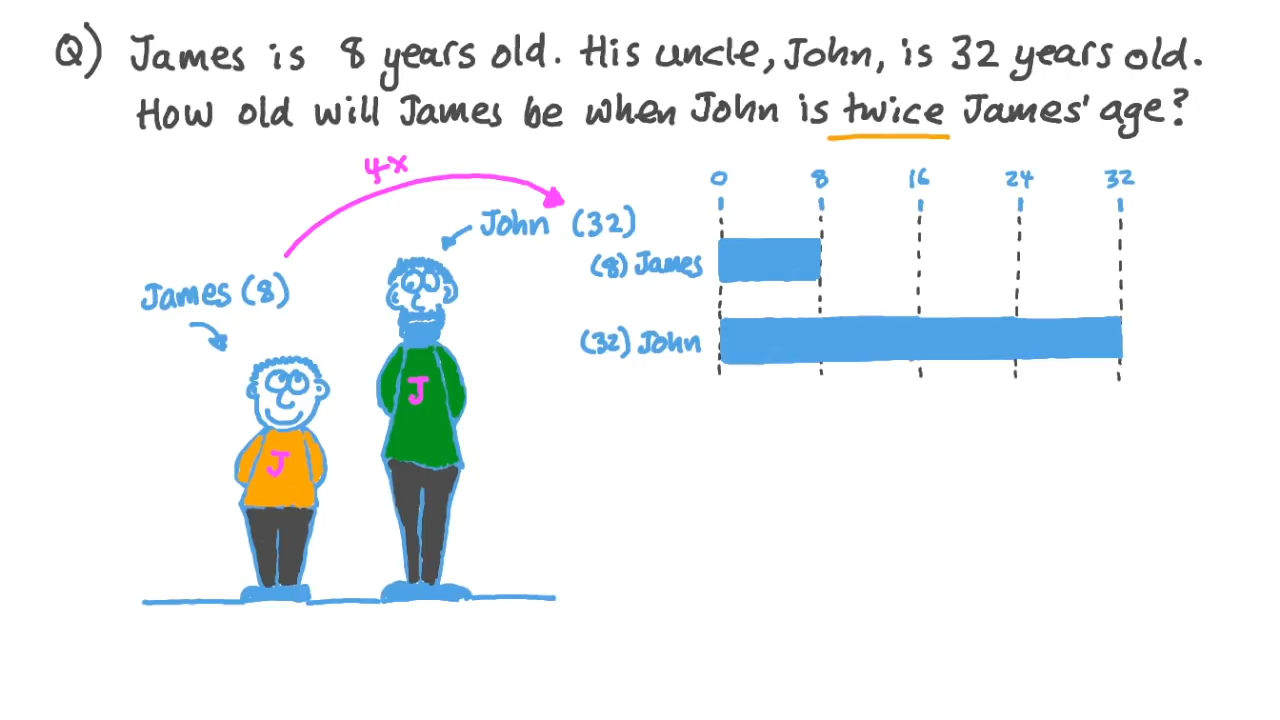 Q) James is 8 years old. His uncle, John, is 32 years old.
How old will James be when John is twice James' age?
4x
0 8 16 24 32
John (32)
(8) James
James (8)
(32) John
J
J